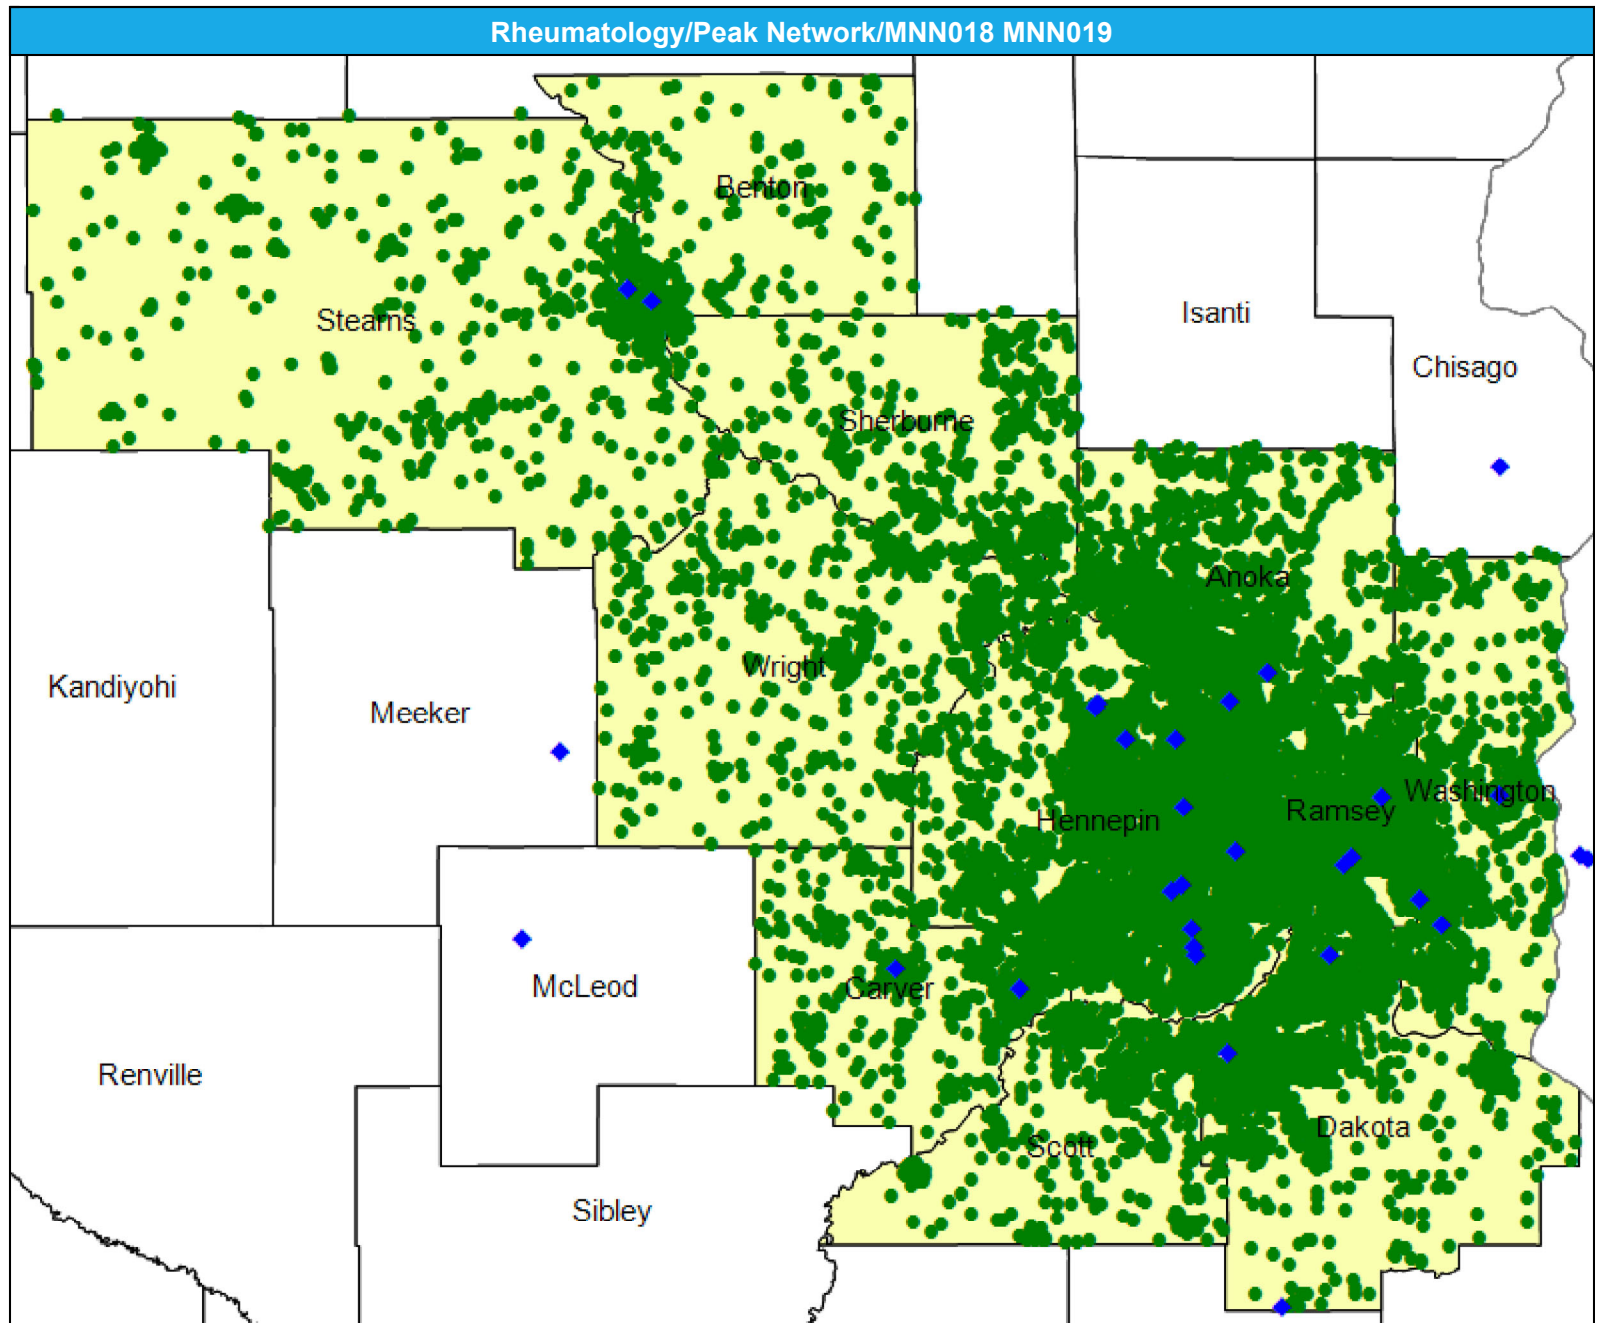 Rheumatology/Peak Network/MNN018 MNN019
Benton
Isanti
Stearns
Chisago
Sherburne
Anoka
Wright
Kandiyohi
Meeker
Washington
Ramsey
Hennepin
McLeod
Carver
Renville
Dakota
Scott
Sibley